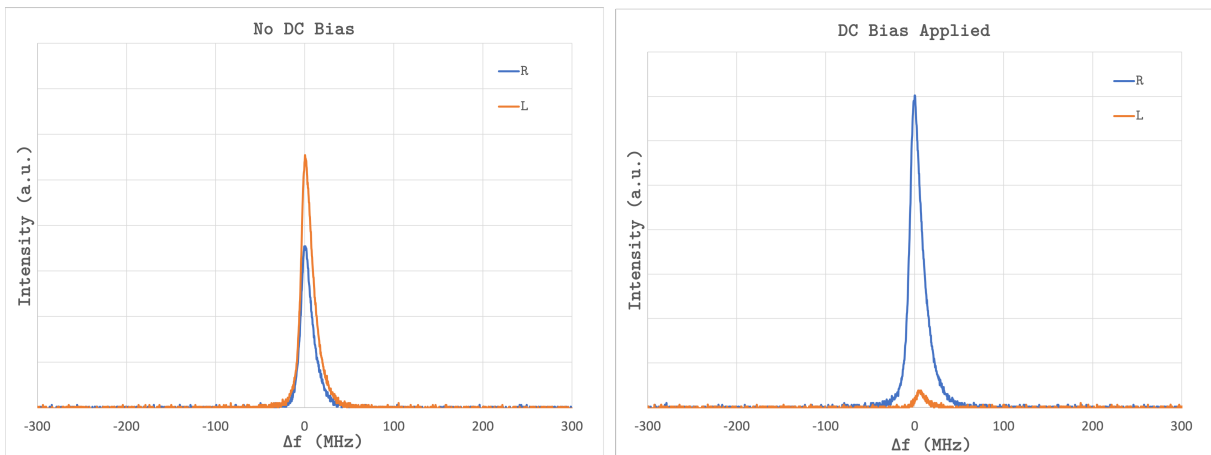 No DC Bias
R
L
Intensity (a.u.)
-300 -200 -100 0 100 200 300
Δf (MHz)
DC Bias Applied
R
L
Intensity (a.u.)
-300 -200 -100 0 100 200 300
Δf (MHz)